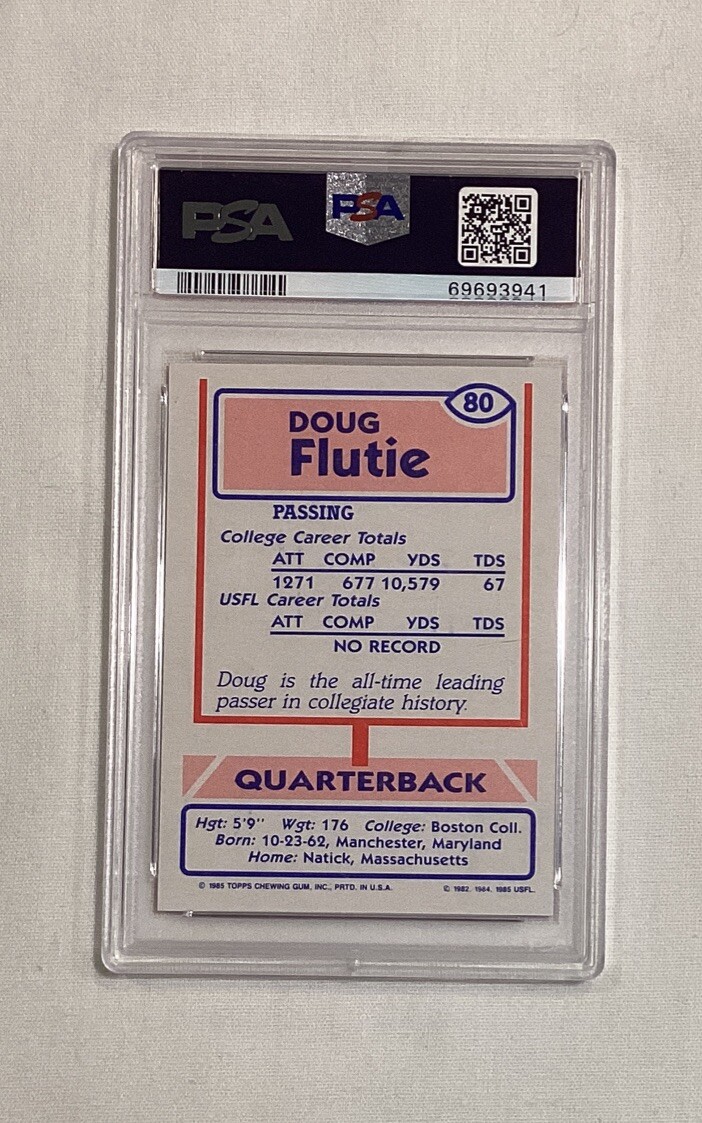 PSA PSA
69693941
80
DOUG
Flutie
PASSING
College Career Totals
ATT COMP YDS TDS
1271 677 10,579 67
USFL Career Totals
ATT COMP YDS TDS
NO RECORD
Doug is the all-time leading
passer in collegiate history.
QUARTERBACK
Hgt: 5'9" Wgt: 176 College: Boston Coll.
Born: 10-23-62, Manchester, Maryland
Home: Natick, Massachusetts
© 1985 TOPPS CHEWING GUM, INC., PRTD. IN U.S.A. © 1982, 1984, 1985 USFL.